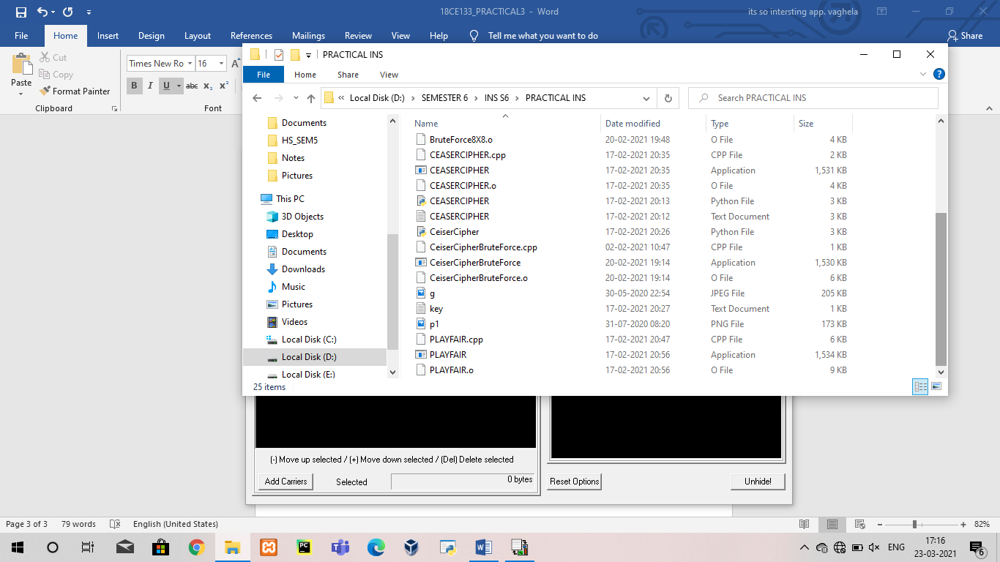 18CE133_PRACTICAL3 - Word
its so intersting app. vaghela
File Home Insert Design Layout References Mailings Review View Help Tell me what you want to do Share
Paste
Cut
Copy
Format Painter
Clipboard
Times New Ro 16 A
B I U abc x₂ x²
Font
PRACTICAL INS
File Home Share View
« Local Disk (D:) > SEMESTER 6 > INS S6 > PRACTICAL INS
Search PRACTICAL INS
Documents
HS_SEM5
Notes
Pictures
This PC
3D Objects
Desktop
Documents
Downloads
Music
Pictures
Videos
Local Disk (C:)
Local Disk (D:)
Local Disk (E:)
Name Date modified Type Size
BruteForce8X8.o 20-02-2021 19:48 O File 4 KB
CEASERCIPHER.cpp 17-02-2021 20:35 CPP File 2 KB
CEASERCIPHER 17-02-2021 20:35 Application 1,531 KB
CEASERCIPHER.o 17-02-2021 20:35 O File 4 KB
CEASERCIPHER 17-02-2021 20:13 Python File 3 KB
CEASERCIPHER 17-02-2021 20:12 Text Document 3 KB
CeiserCipher 17-02-2021 20:26 Python File 3 KB
CeiserCipherBruteForce.cpp 02-02-2021 10:47 CPP File 1 KB
CeiserCipherBruteForce 20-02-2021 19:14 Application 1,530 KB
CeiserCipherBruteForce.o 20-02-2021 19:14 O File 6 KB
g 30-05-2020 22:54 JPEG File 205 KB
key 17-02-2021 20:27 Text Document 1 KB
p1 31-07-2020 08:20 PNG File 173 KB
PLAYFAIR.cpp 17-02-2021 20:47 CPP File 6 KB
PLAYFAIR 17-02-2021 20:56 Application 1,534 KB
PLAYFAIR.o 17-02-2021 20:56 O File 9 KB
25 items
(-) Move up selected / (+) Move down selected / (Del) Delete selected
Add Carriers Selected 0 bytes
Reset Options Unhide!
Page 3 of 3 79 words English (United States) 82%
ENG 17:16
23-03-2021
6